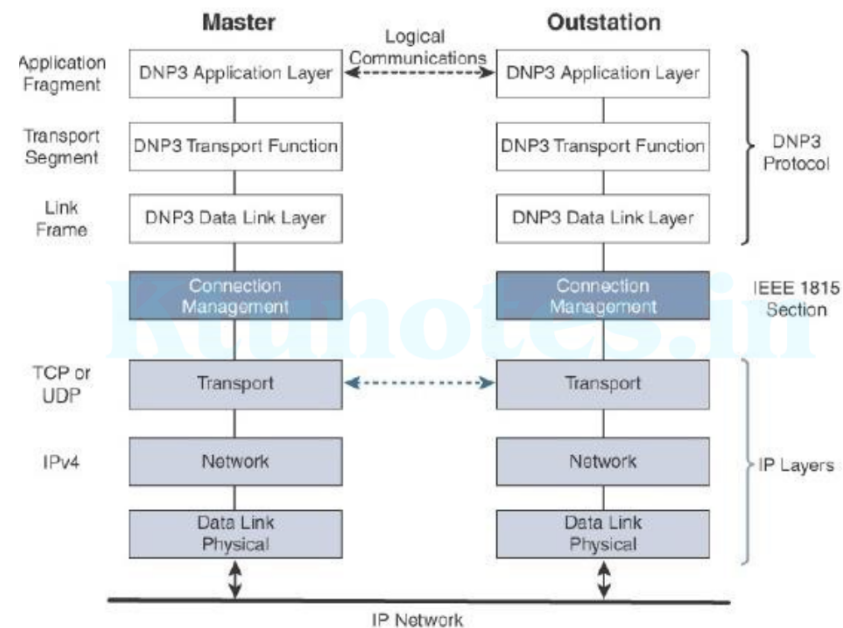 Master
Outstation
Logical
Communications
Application
Fragment
DNP3 Application Layer
DNP3 Application Layer
Transport
Segment
DNP3 Transport Function
DNP3 Transport Function
DNP3
Protocol
Link
Frame
DNP3 Data Link Layer
DNP3 Data Link Layer
Connection
Management
Connection
Management
IEEE 1815
Section
Ktunotes.in
TCP or
UDP
Transport
Transport
IPv4
Network
Network
IP Layers
Data Link
Physical
Data Link
Physical
IP Network